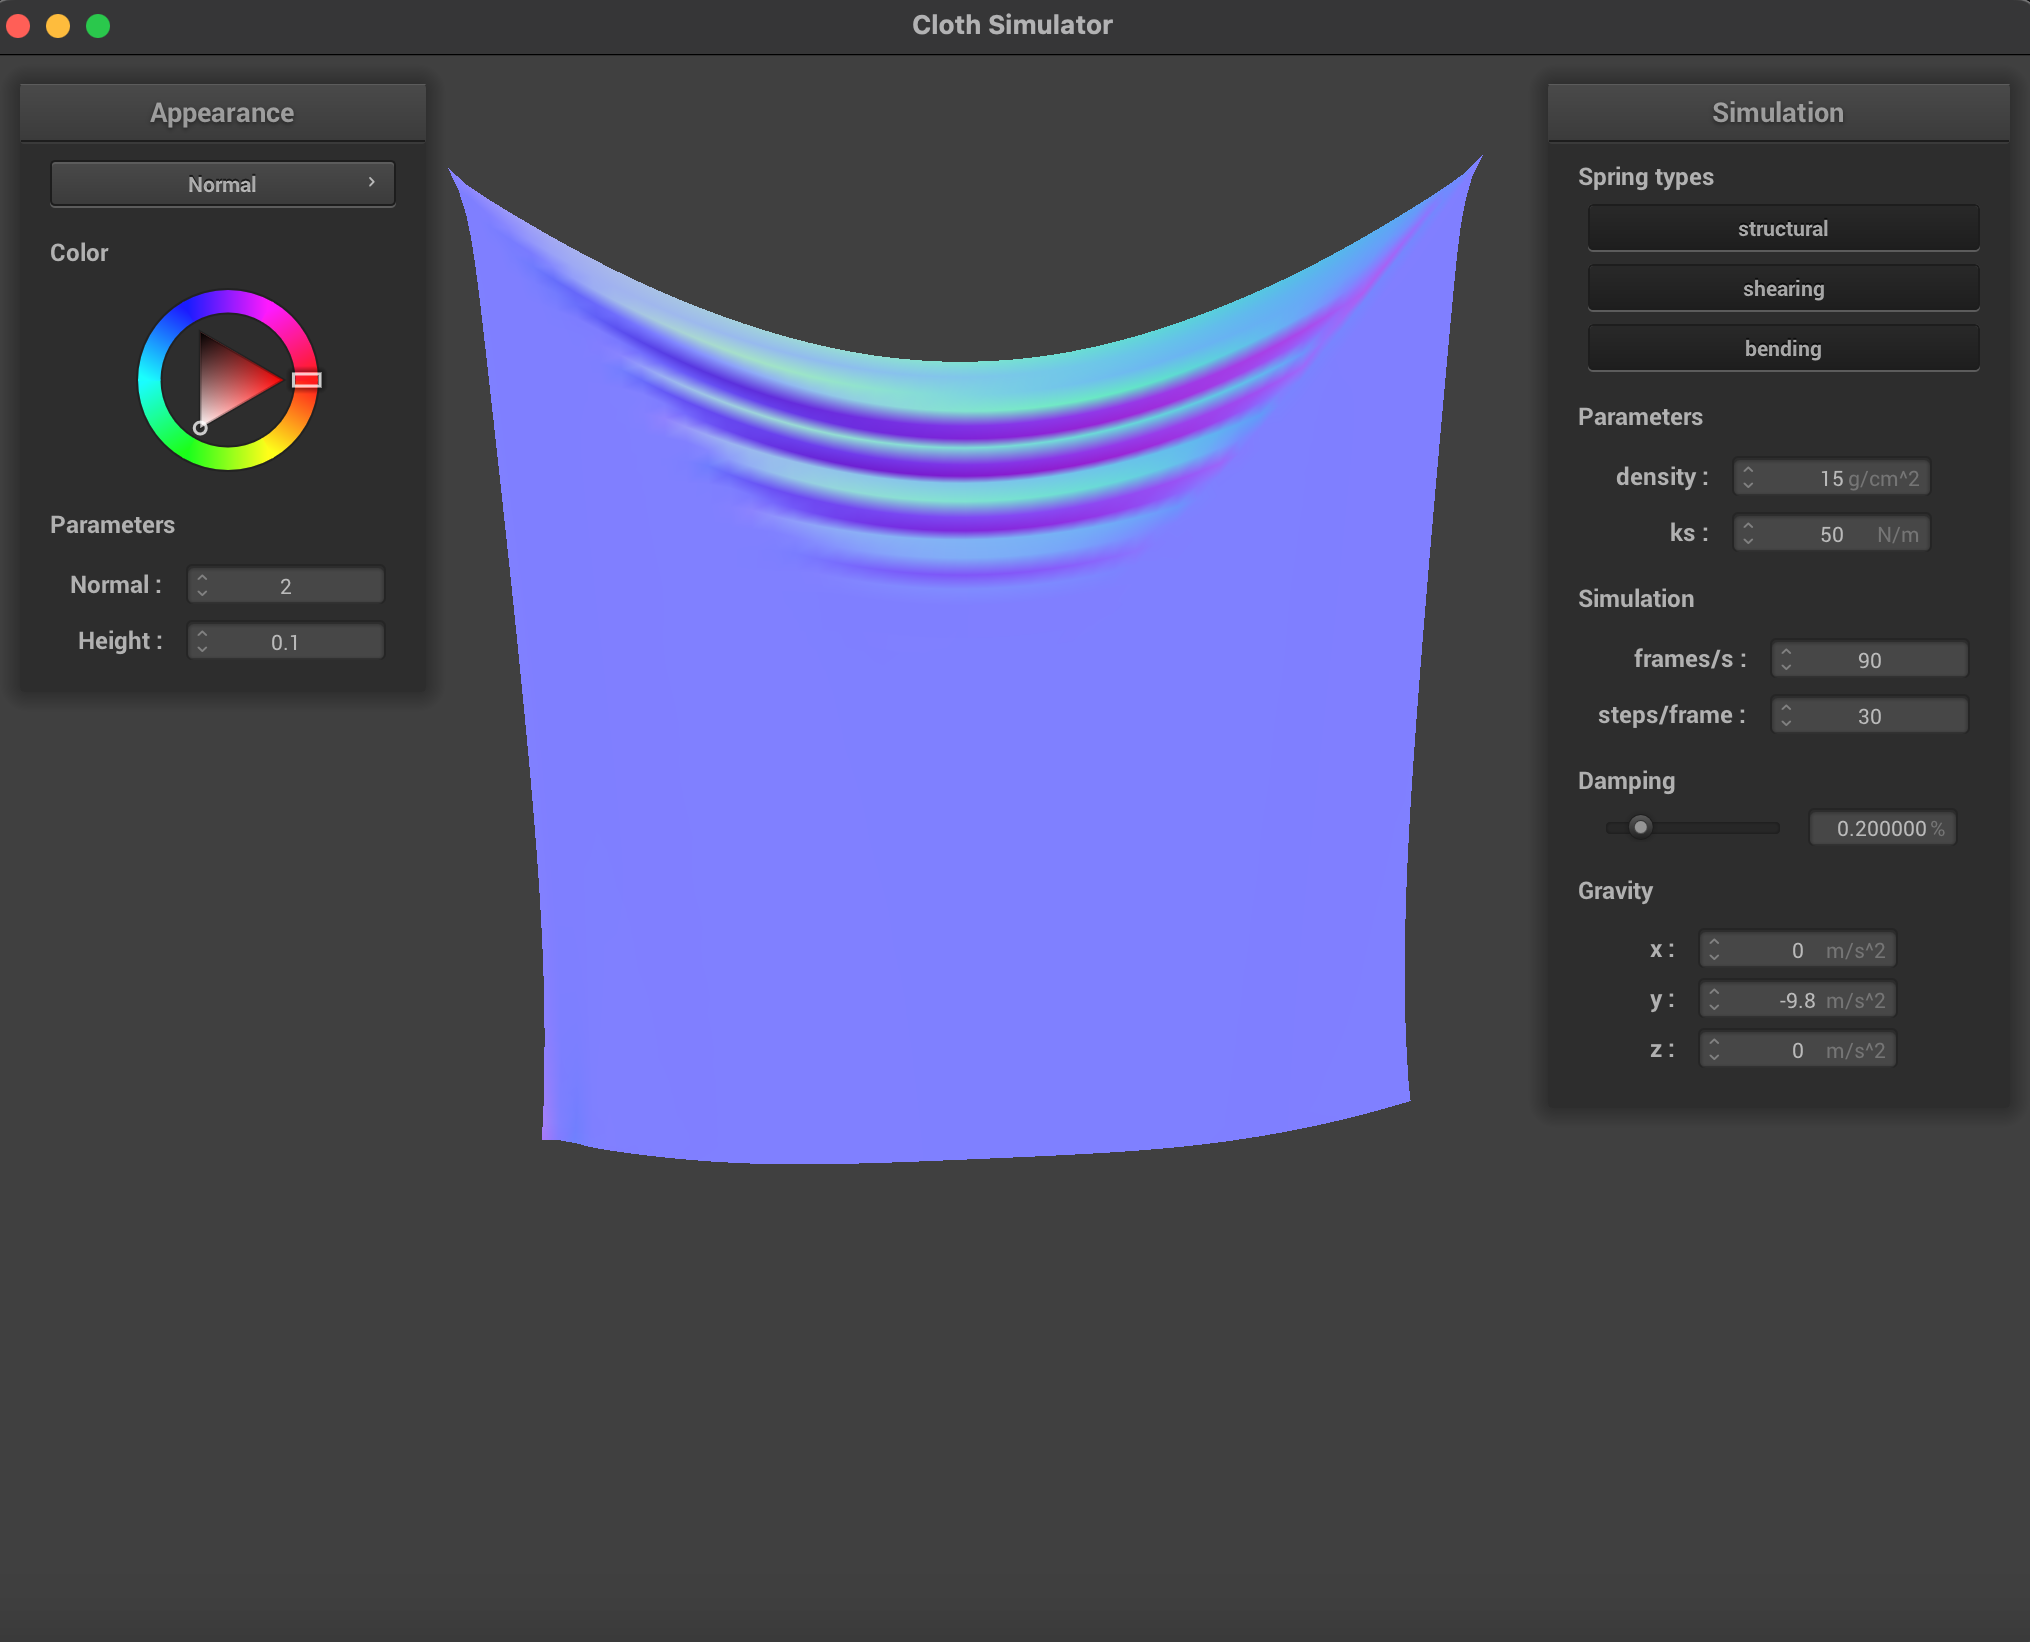 Cloth Simulator
Appearance
Normal
Color
Parameters
Normal : 2
Height : 0.1
Simulation
Spring types
structural
shearing
bending
Parameters
density : 15 g/cm^2
ks : 50 N/m
Simulation
frames/s : 90
steps/frame : 30
Damping
0.200000 %
Gravity
x : 0 m/s^2
y : -9.8 m/s^2
z : 0 m/s^2